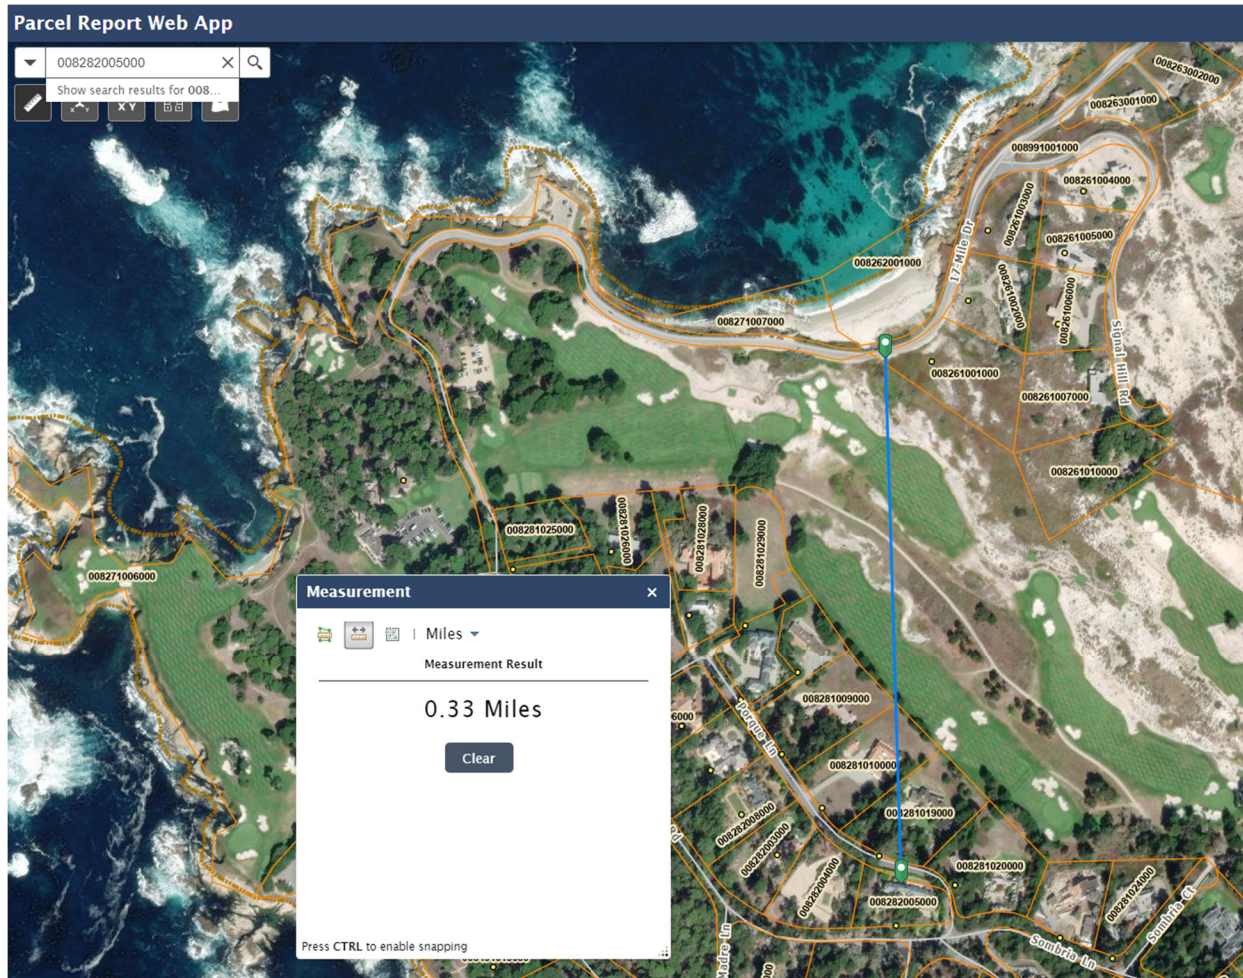 Parcel Report Web App
008282005000
Show search results for 008...
X Y
008263002000
008263001000
008991001000
008261004000
008261003000
008261005000
17-Mile Dr
008262001000
008261002000
008261006000
008271007000
Signal Hill Rd
008261001000
008261007000
008261010000
008281025000
008281026000
008281028000
008281029000
008271006000
Measurement
Miles
Measurement Result
0.33 Miles
Clear
Press CTRL to enable snapping
008281009000
6000
Porque Ln
008281010000
008281019000
008282008000
Rd
008282003000
008281020000
008282004000
008282005000
008281024000
Sombria Ct
Sombria Ln
Madre Ln
000